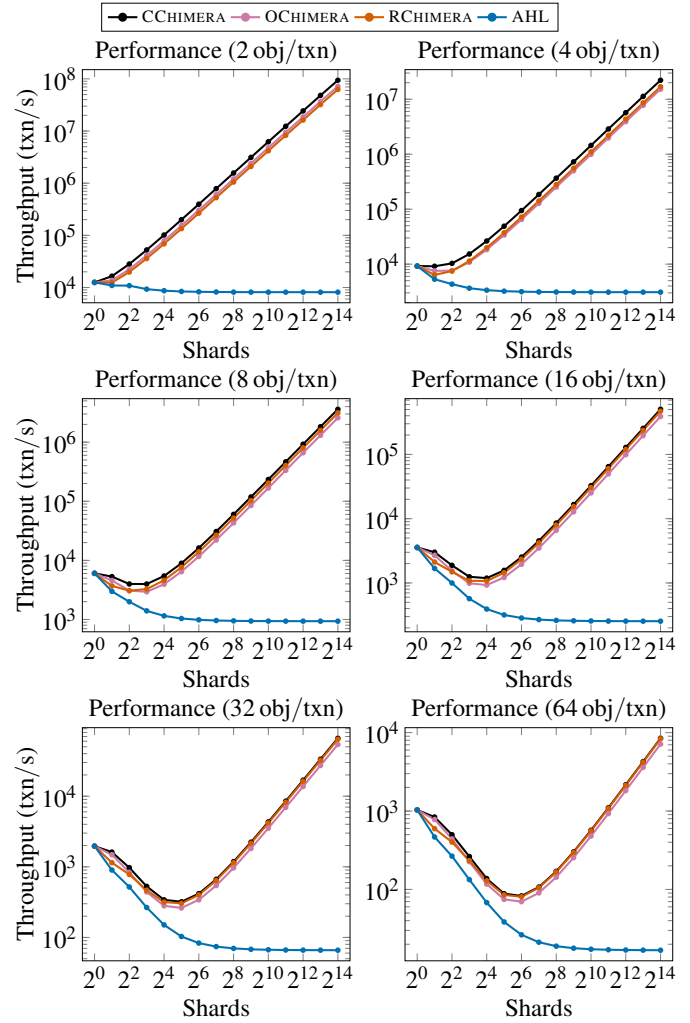 CCHIMERA OCHIMERA RCHIMERA AHL
Performance (2 obj/txn) Performance (4 obj/txn)
Throughput (txn/s)
10^8
10^7
10^6
10^5
10^4
10^7
10^6
10^5
10^4
2^0 2^2 2^4 2^6 2^8 2^10 2^12 2^14 2^0 2^2 2^4 2^6 2^8 2^10 2^12 2^14
Shards Shards
Performance (8 obj/txn) Performance (16 obj/txn)
Throughput (txn/s)
10^6
10^5
10^4
10^3
10^5
10^4
10^3
2^0 2^2 2^4 2^6 2^8 2^10 2^12 2^14 2^0 2^2 2^4 2^6 2^8 2^10 2^12 2^14
Shards Shards
Performance (32 obj/txn) Performance (64 obj/txn)
Throughput (txn/s)
10^4
10^3
10^2
10^4
10^3
10^2
2^0 2^2 2^4 2^6 2^8 2^10 2^12 2^14 2^0 2^2 2^4 2^6 2^8 2^10 2^12 2^14
Shards Shards